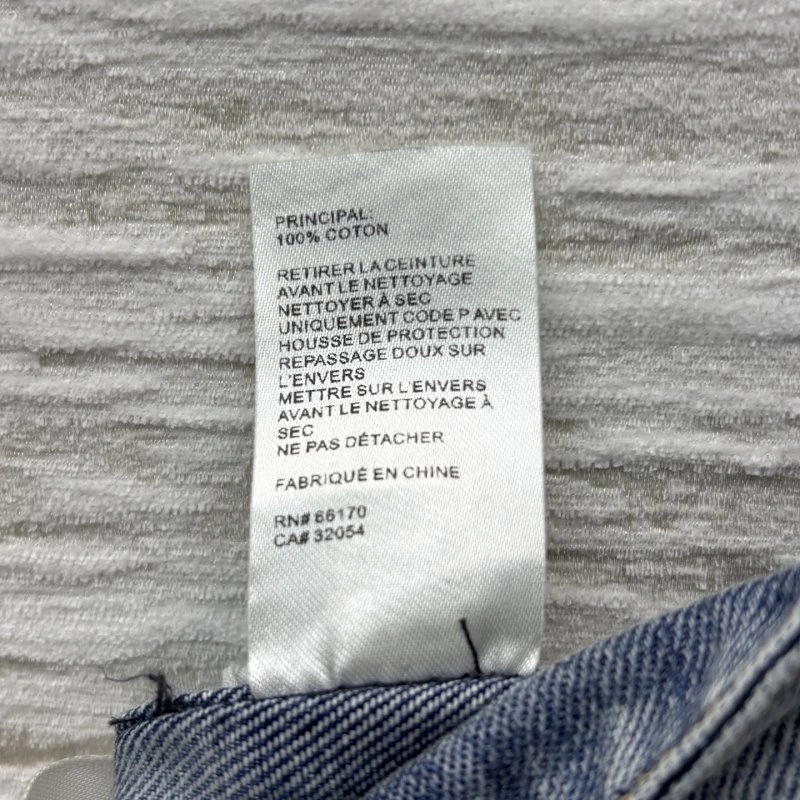 PRINCIPAL:
100% COTON
RETIRER LA CEINTURE
AVANT LE NETTOYAGE
NETTOYER À SEC
UNIQUEMENT CODE P AVEC
HOUSSE DE PROTECTION
REPASSAGE DOUX SUR
L'ENVERS
METTRE SUR L'ENVERS
AVANT LE NETTOYAGE À
SEC
NE PAS DÉTACHER
FABRIQUÉ EN CHINE
RN# 66170
CA# 32054